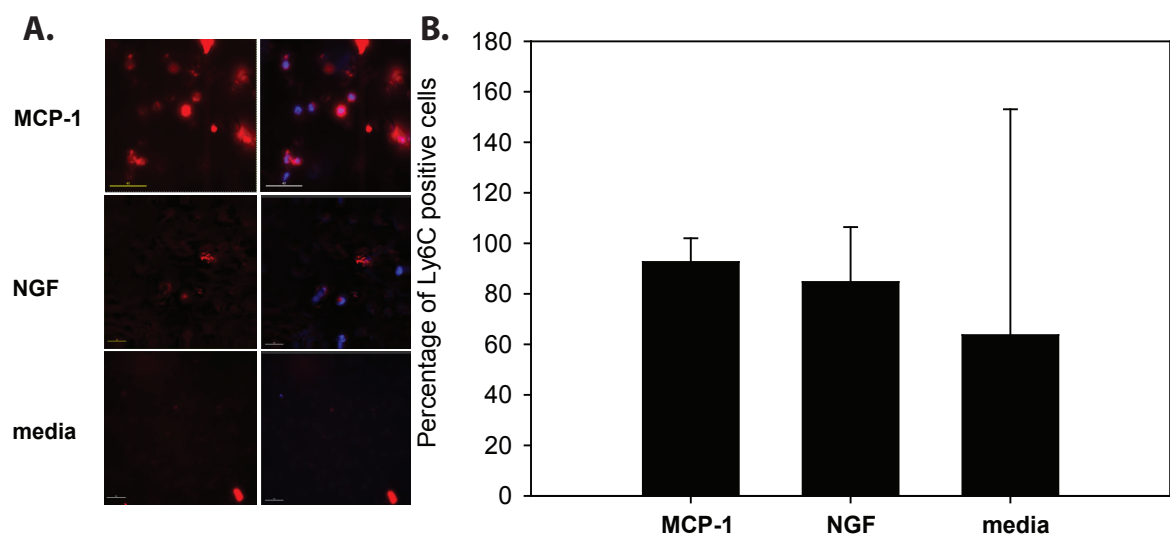 A.
MCP-1
NGF
media
B.
Percentage of Ly6C positive cells
180
160
140
120
100
80
60
40
20
0
MCP-1
NGF
media